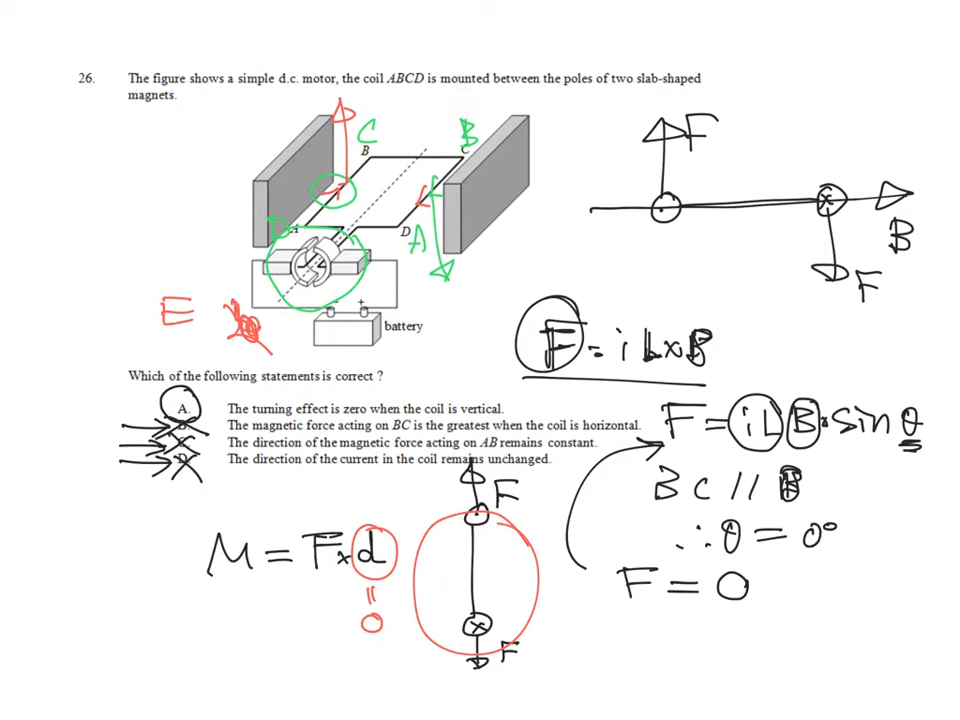 26. The figure shows a simple d.c. motor, the coil ABCD is mounted between the poles of two slab-shaped
magnets.
C
B
B
C
D
A
D
A
- +
battery
E
F
x
B
F
F = i L x B
Which of the following statements is correct ?
A. The turning effect is zero when the coil is vertical.
B. The magnetic force acting on BC is the greatest when the coil is horizontal.
C. The direction of the magnetic force acting on AB remains constant.
D. The direction of the current in the coil remains unchanged.
F = i L B · sin θ
BC // B
∴ θ = 0°
F = 0
M = F x d
=
0
F
x
F